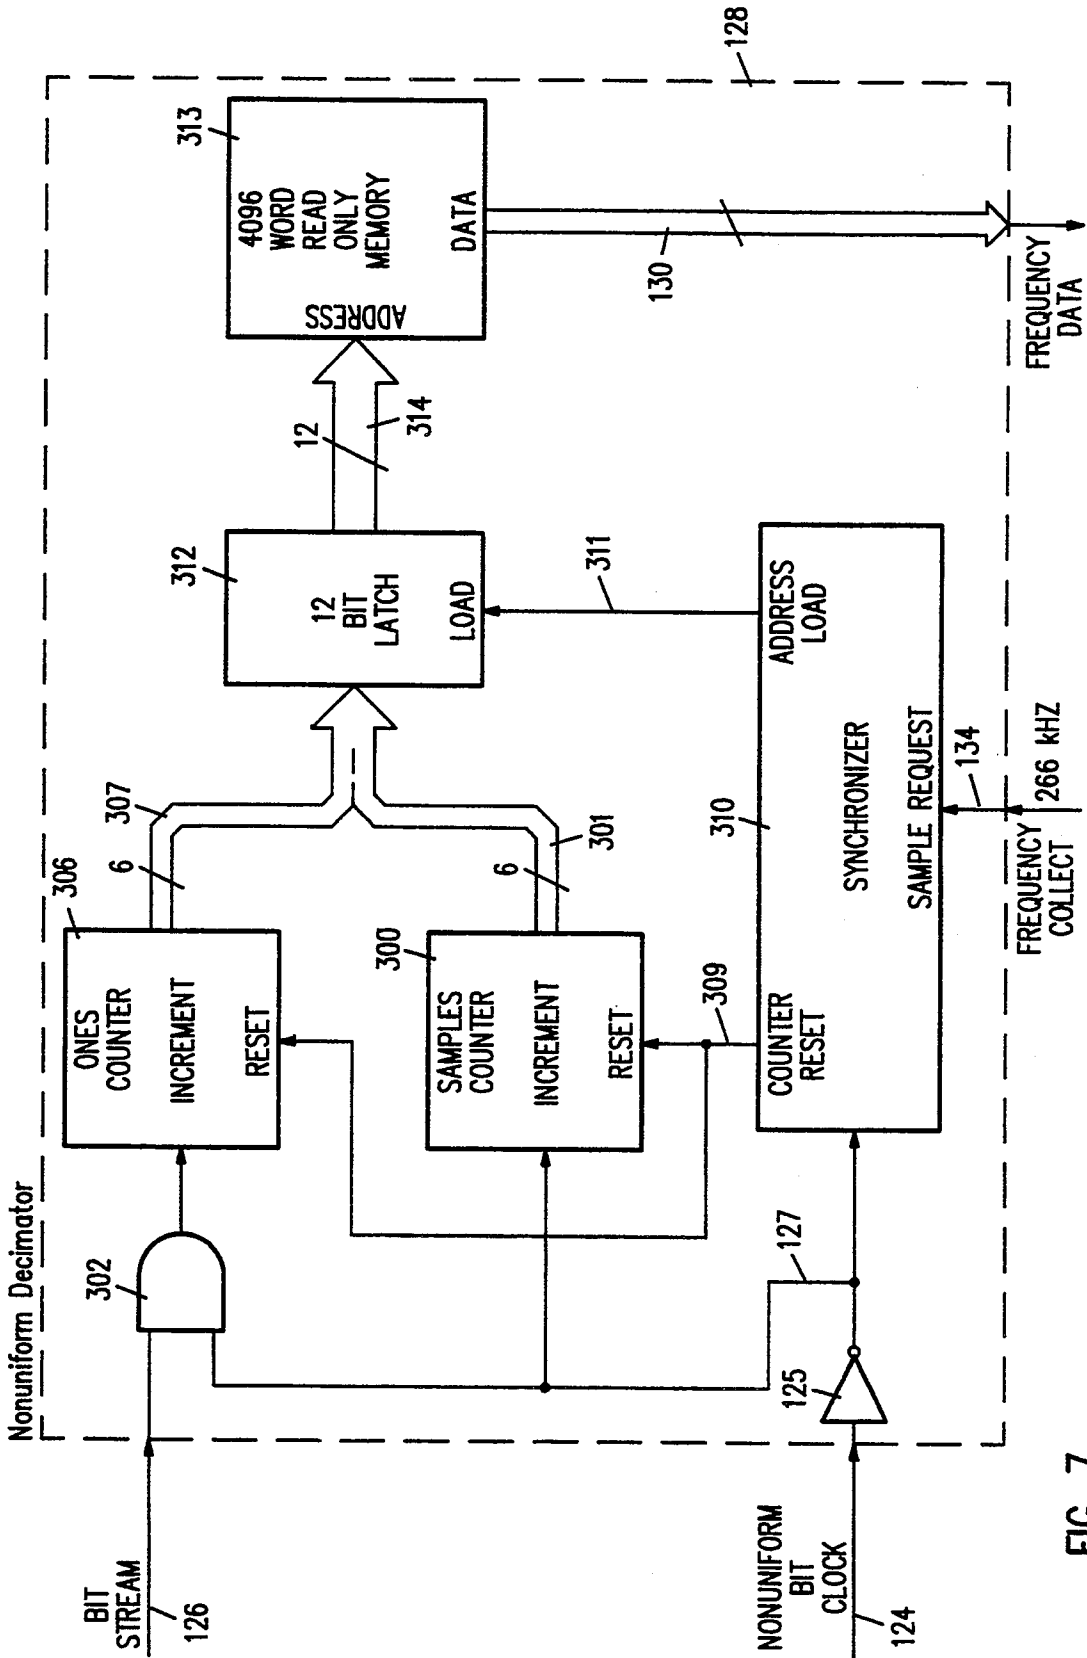 Nonuniform Decimator
128
BIT
STREAM
126
302
306
ONES
COUNTER
INCREMENT
RESET
6
307
300
SAMPLES
COUNTER
INCREMENT
RESET
6
301
312
12
BIT
LATCH
LOAD
12
314
313
4096
WORD
READ
ONLY
MEMORY
ADDRESS
DATA
130
FREQUENCY
DATA
309
311
310
COUNTER
RESET
ADDRESS
LOAD
SYNCHRONIZER
SAMPLE REQUEST
134
266 kHZ
FREQUENCY
COLLECT
127
125
NONUNIFORM
BIT
CLOCK
124
FIG. 7